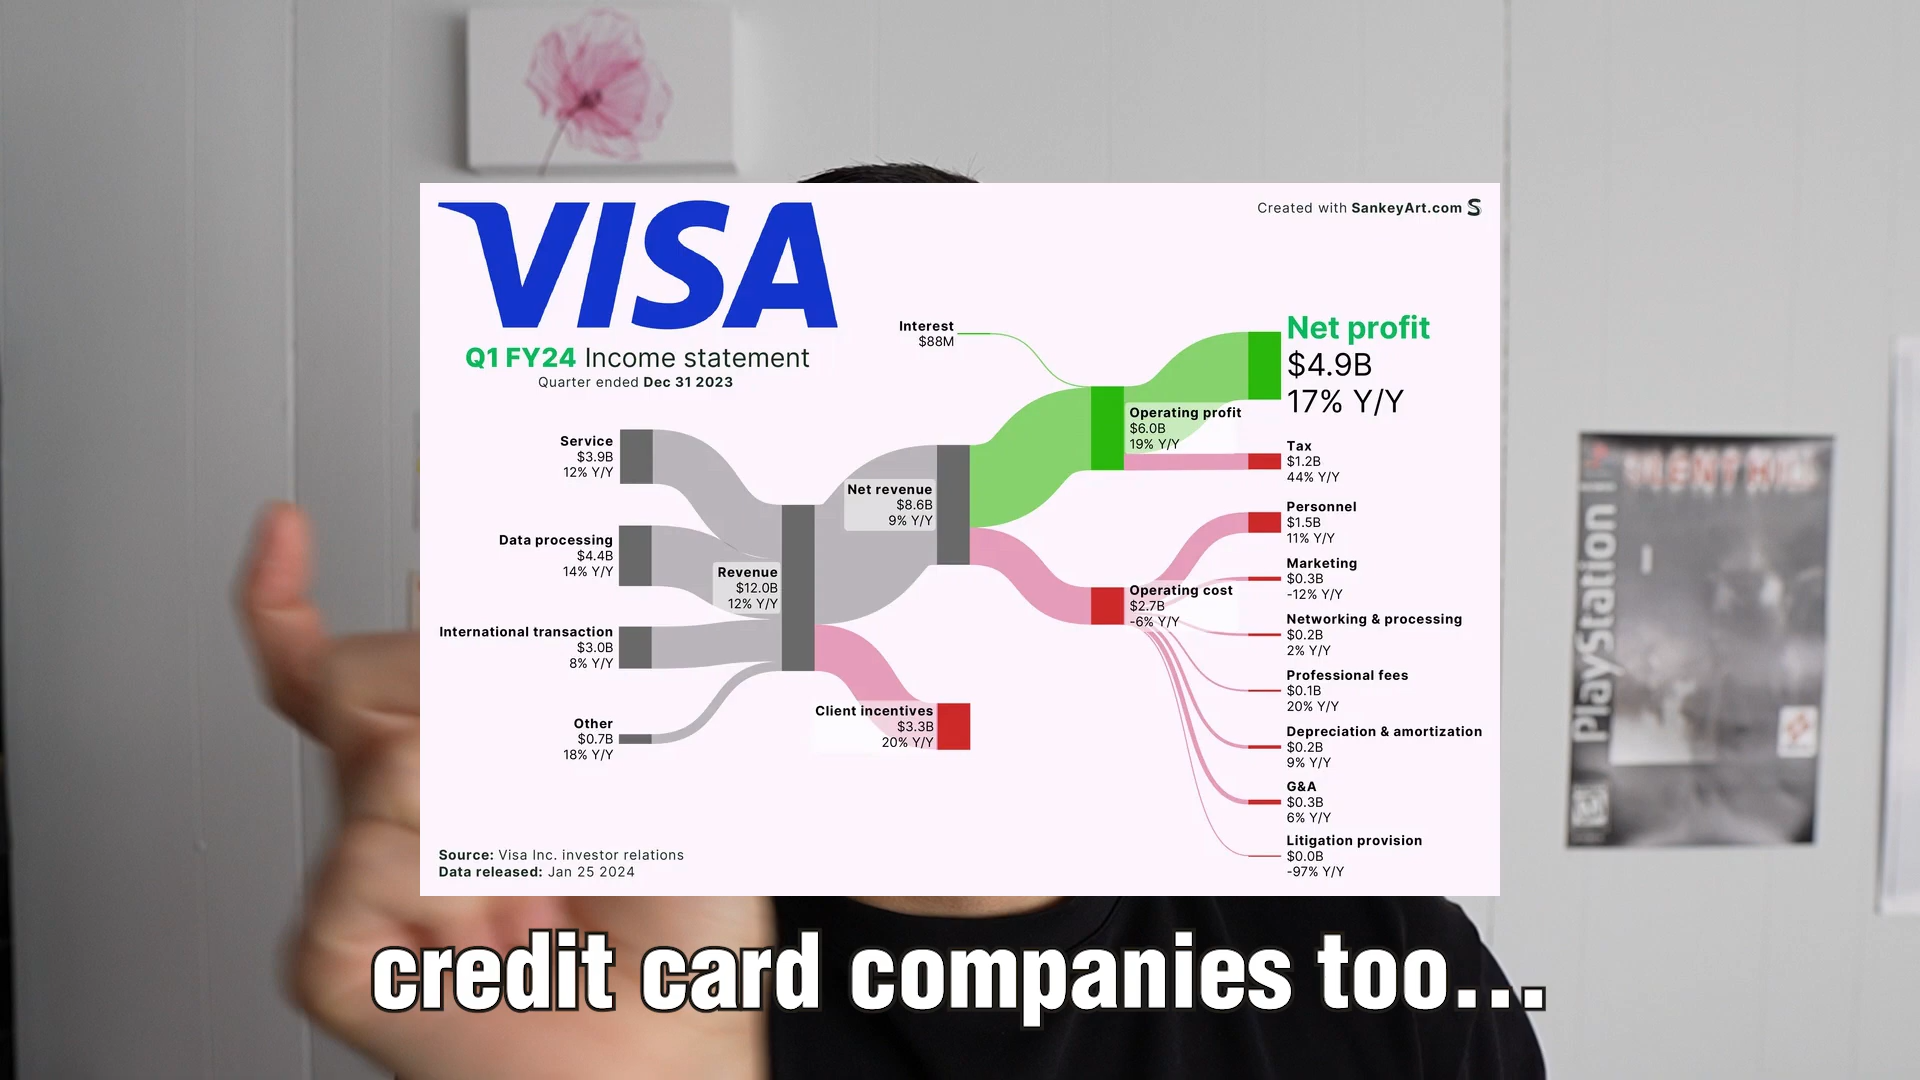 VISA
Created with SankeyArt.com
Q1 FY24 Income statement
Quarter ended Dec 31 2023
Interest
$88M
Net profit
$4.9B
17% Y/Y
Operating profit
$6.0B
19% Y/Y
Tax
$1.2B
44% Y/Y
Service
$3.9B
12% Y/Y
Net revenue
$8.6B
9% Y/Y
Personnel
$1.5B
11% Y/Y
Data processing
$4.4B
14% Y/Y
Revenue
$12.0B
12% Y/Y
Marketing
$0.3B
-12% Y/Y
Operating cost
$2.7B
-6% Y/Y
International transaction
$3.0B
8% Y/Y
Networking & processing
$0.2B
2% Y/Y
Professional fees
$0.1B
20% Y/Y
Client incentives
$3.3B
20% Y/Y
Other
$0.7B
18% Y/Y
Depreciation & amortization
$0.2B
9% Y/Y
G&A
$0.3B
6% Y/Y
Litigation provision
$0.0B
-97% Y/Y
Source: Visa Inc. investor relations
Data released: Jan 25 2024
SILENT HILL
PlayStation
credit card companies too...